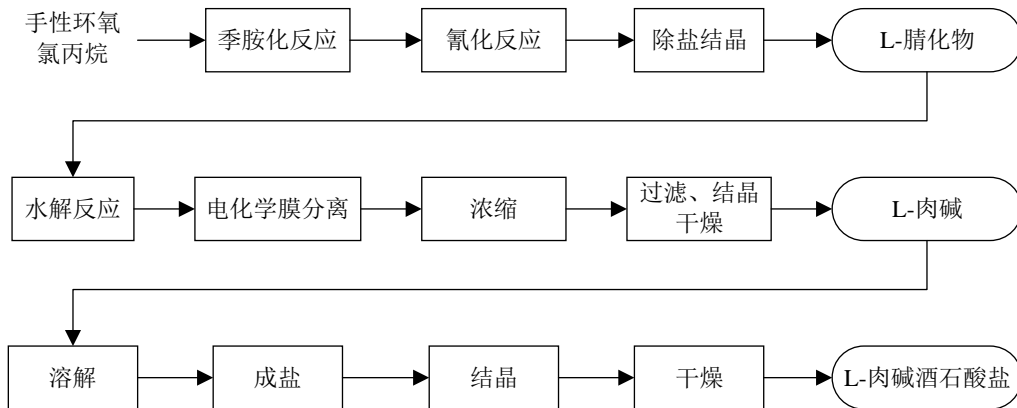 手性环氧
氯丙烷
季胺化反应
氰化反应
除盐结晶
L-腈化物
水解反应
电化学膜分离
浓缩
过滤、结晶
干燥
L-肉碱
溶解
成盐
结晶
干燥
L-肉碱酒石酸盐